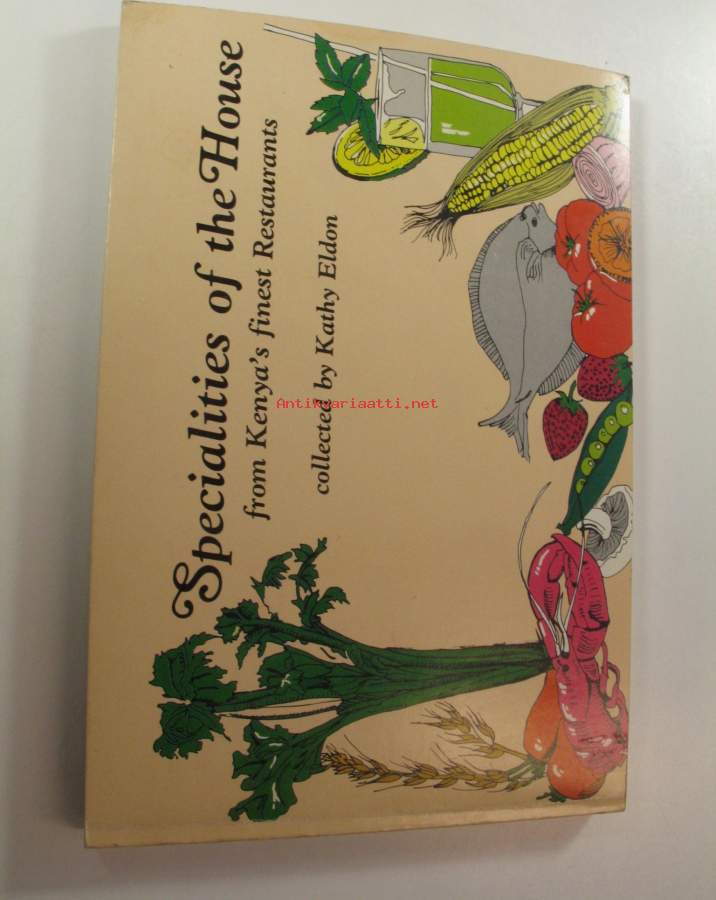 Specialities of the House
from Kenya's finest Restaurants
collected by Kathy Eldon
Antikvariaatti.net